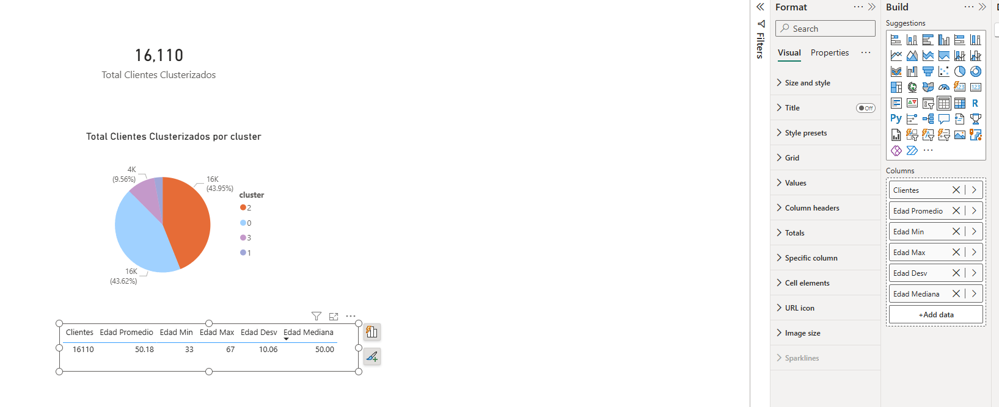 16,110
Total Clientes Clusterizados
Total Clientes Clusterizados por cluster
4K
(9.56%)
16K
(43.95%)
16K
(43.62%)
cluster
2
0
3
1
Clientes Edad Promedio Edad Min Edad Max Edad Desv Edad Mediana
16110 50.18 33 67 10.06 50.00
Filters
Format
Search
Visual Properties
Size and style
Title Off
Style presets
Grid
Values
Column headers
Totals
Specific column
Cell elements
URL icon
Image size
Sparklines
Build
Suggestions
123
123
R
Py
Columns
Clientes
Edad Promedio
Edad Min
Edad Max
Edad Desv
Edad Mediana
+Add data